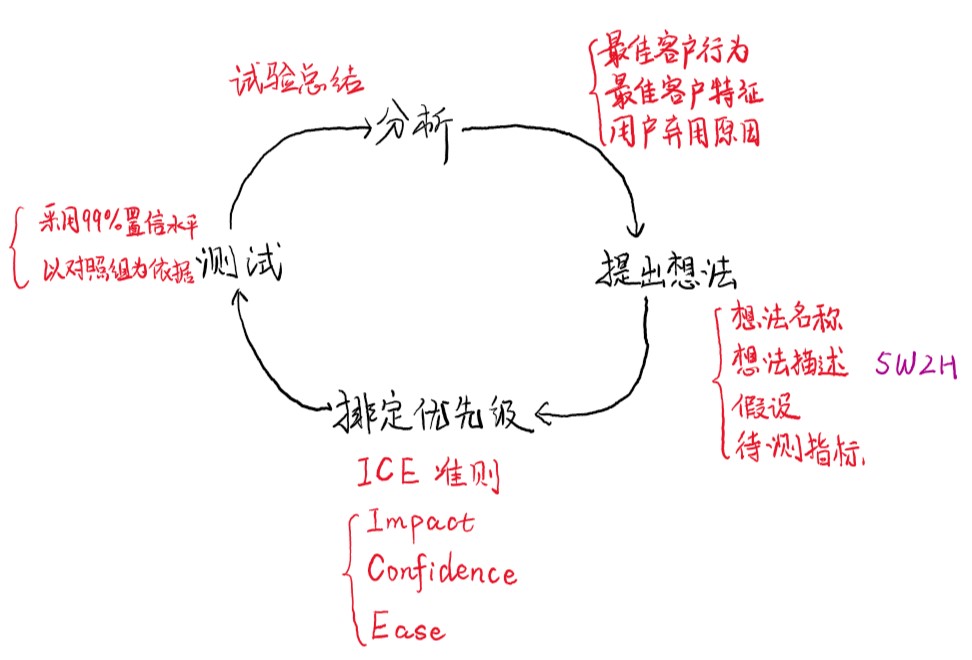 试验总结
分析
最佳客户行为
最佳客户特征
用户弃用原因
采用99%置信水平
以对照组为依据
测试
提出想法
想法名称
想法描述 5W2H
假设
待测指标
排定优先级
ICE 准则
Impact
Confidence
Ease